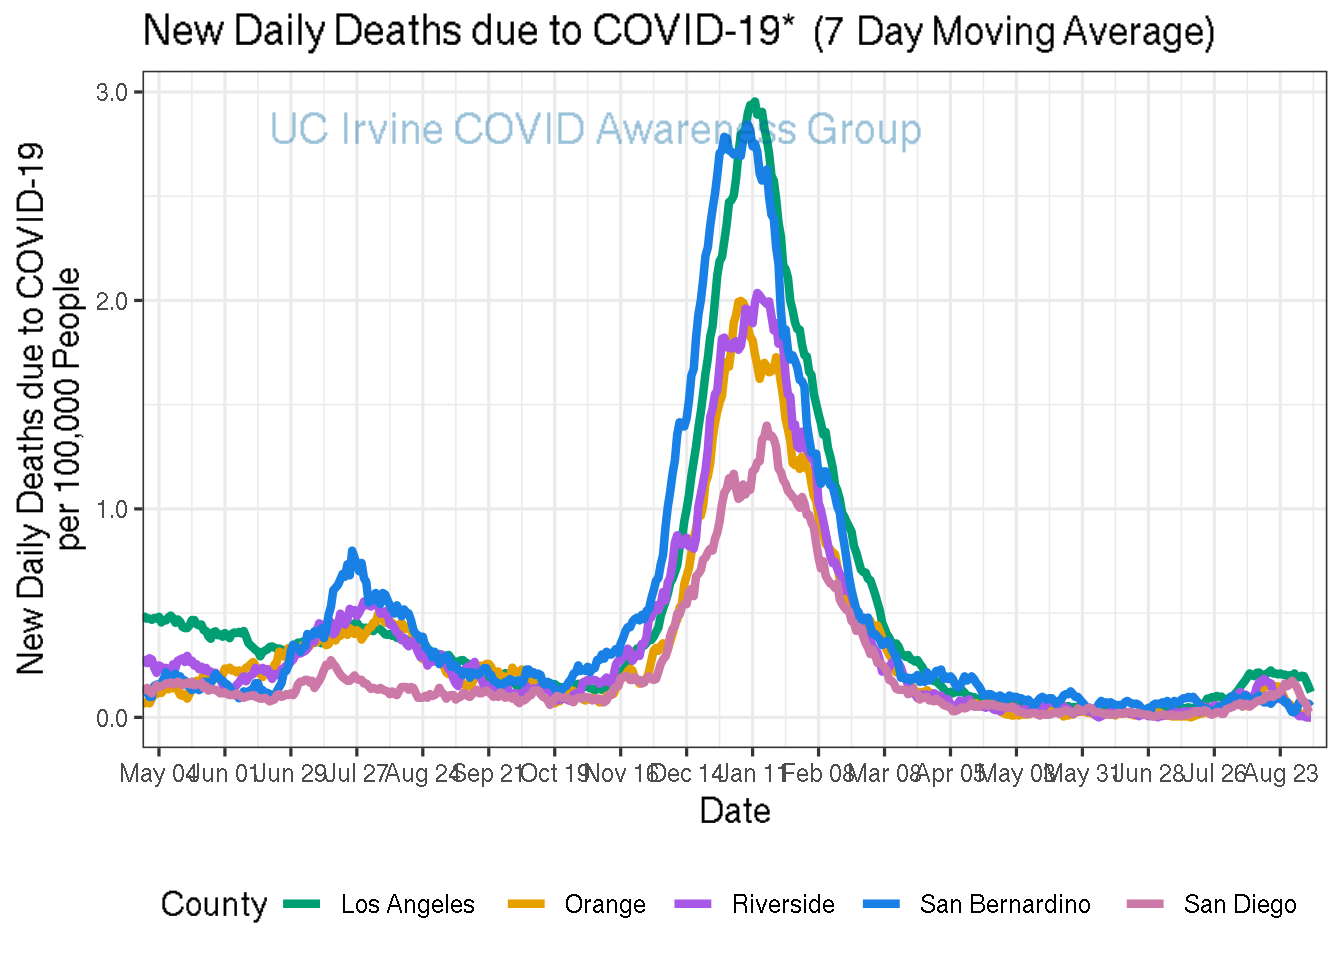 New Daily Deaths due to COVID-19* (7 Day Moving Average)
UC Irvine COVID Awareness Group
New Daily Deaths due to COVID-19
per 100,000 People
3.0
2.0
1.0
0.0
May 04 Jun 01 Jun 29 Jul 27 Aug 24 Sep 21 Oct 19 Nov 16 Dec 14 Jan 11 Feb 08 Mar 08 Apr 05 May 03 May 31 Jun 28 Jul 26 Aug 23
Date
County Los Angeles Orange Riverside San Bernardino San Diego